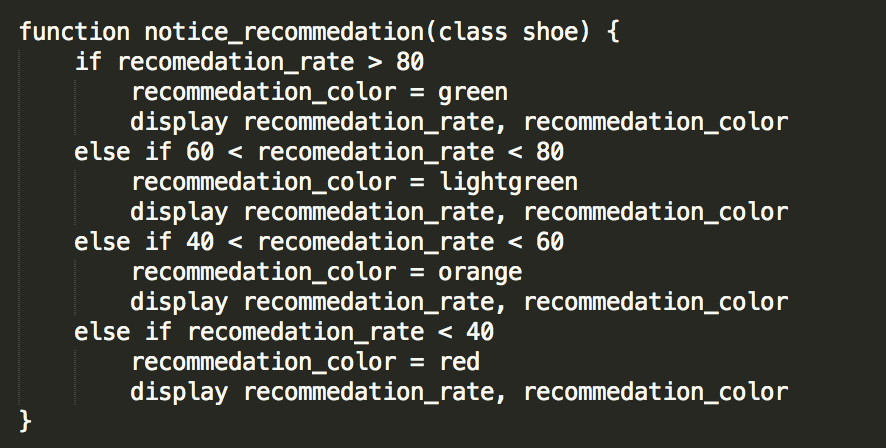 function notice_recommedation(class shoe) {
    if recomedation_rate > 80
        recommedation_color = green
        display recommedation_rate, recommedation_color
    else if 60 < recomedation_rate < 80
        recommedation_color = lightgreen
        display recommedation_rate, recommedation_color
    else if 40 < recomedation_rate < 60
        recommedation_color = orange
        display recommedation_rate, recommedation_color
    else if recomedation_rate < 40
        recommedation_color = red
        display recommedation_rate, recommedation_color
}